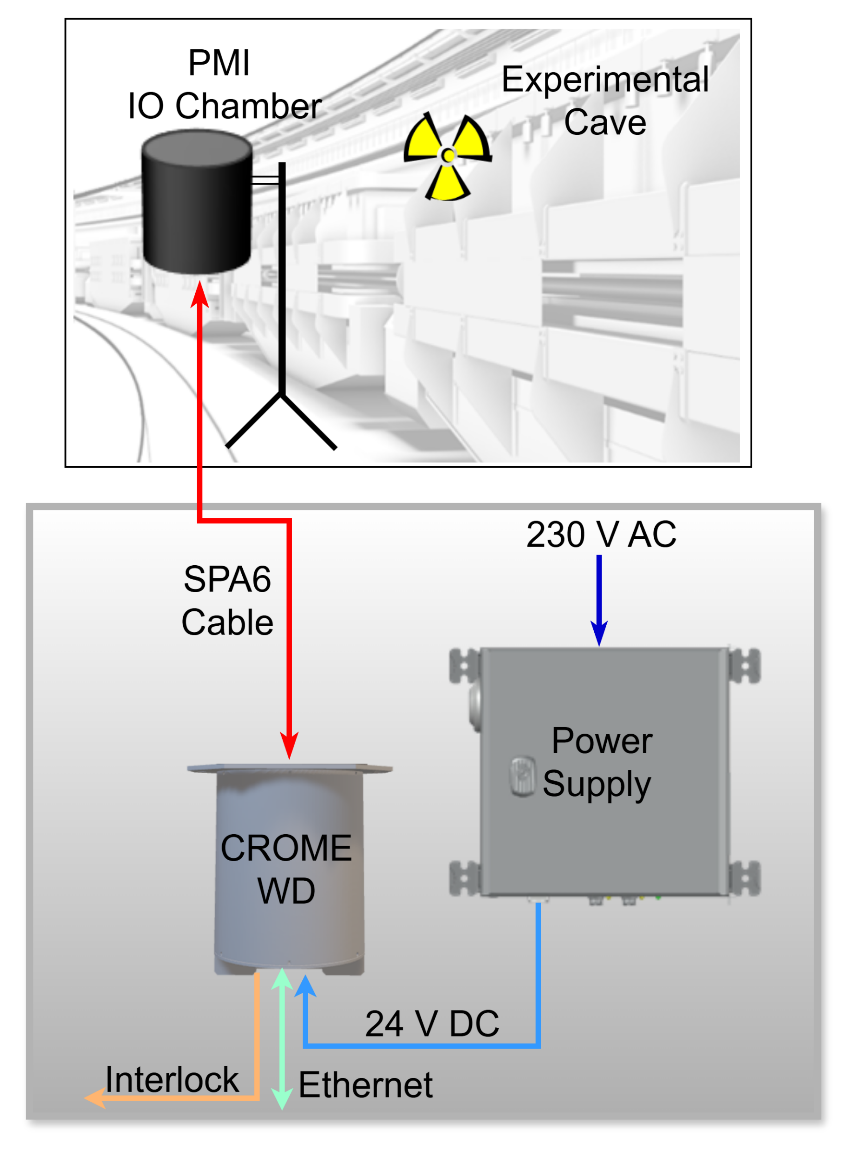 PMI
IO Chamber
Experimental
Cave
230 V AC
SPA6
Cable
Power
Supply
CROME
WD
24 V DC
Interlock
Ethernet